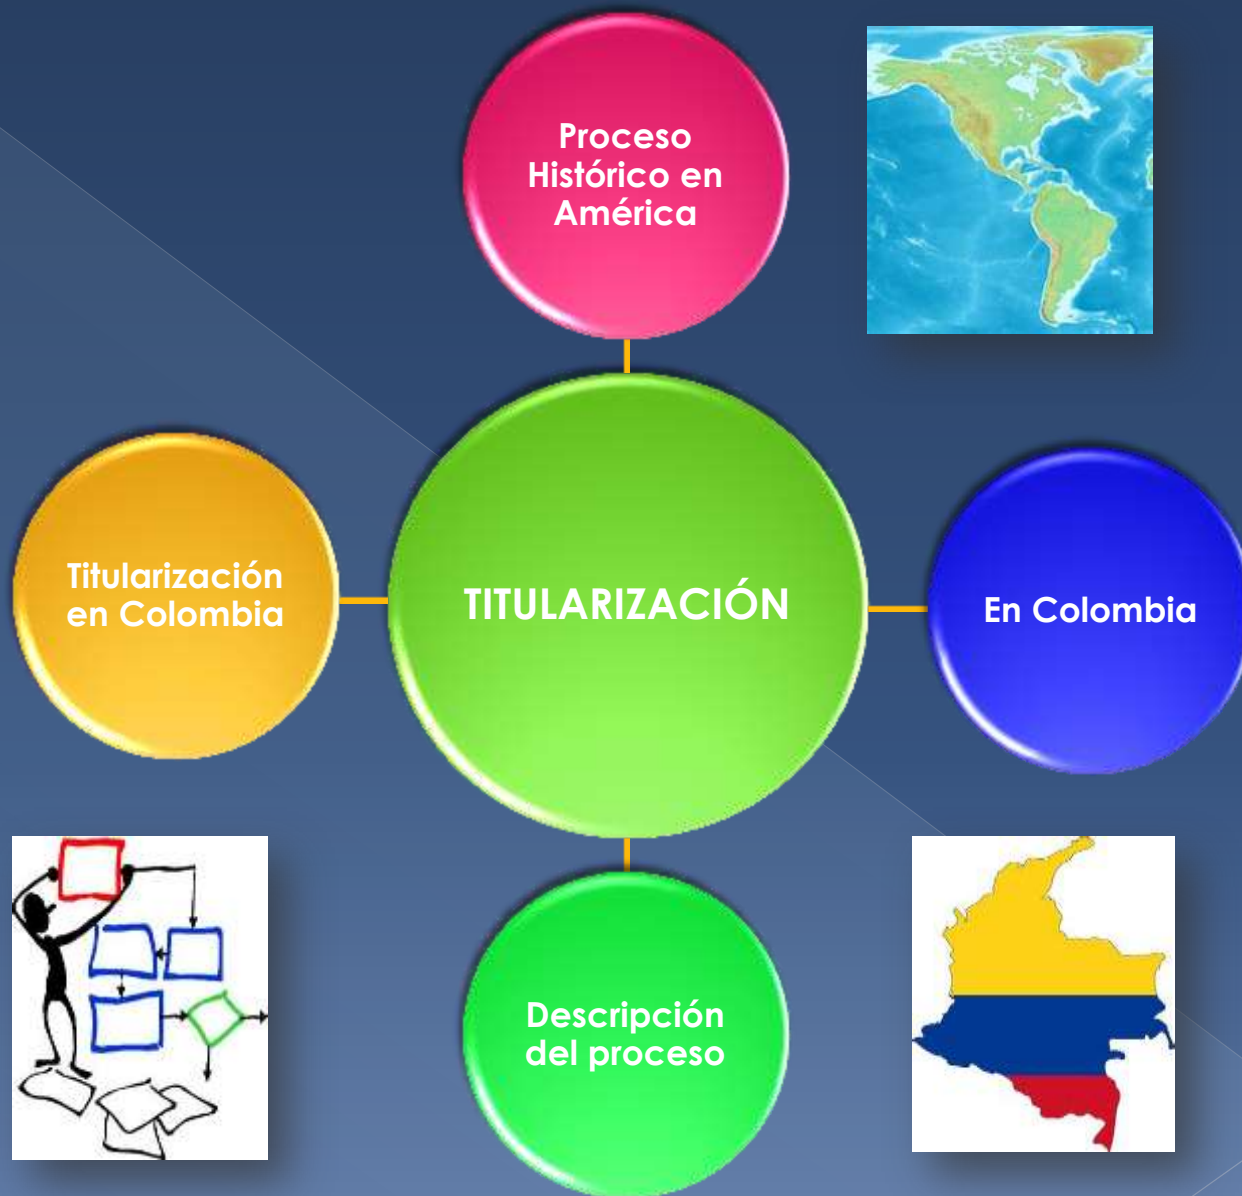 Proceso
Histórico en
América
Titularización
en Colombia
TITULARIZACIÓN
En Colombia
Descripción
del proceso